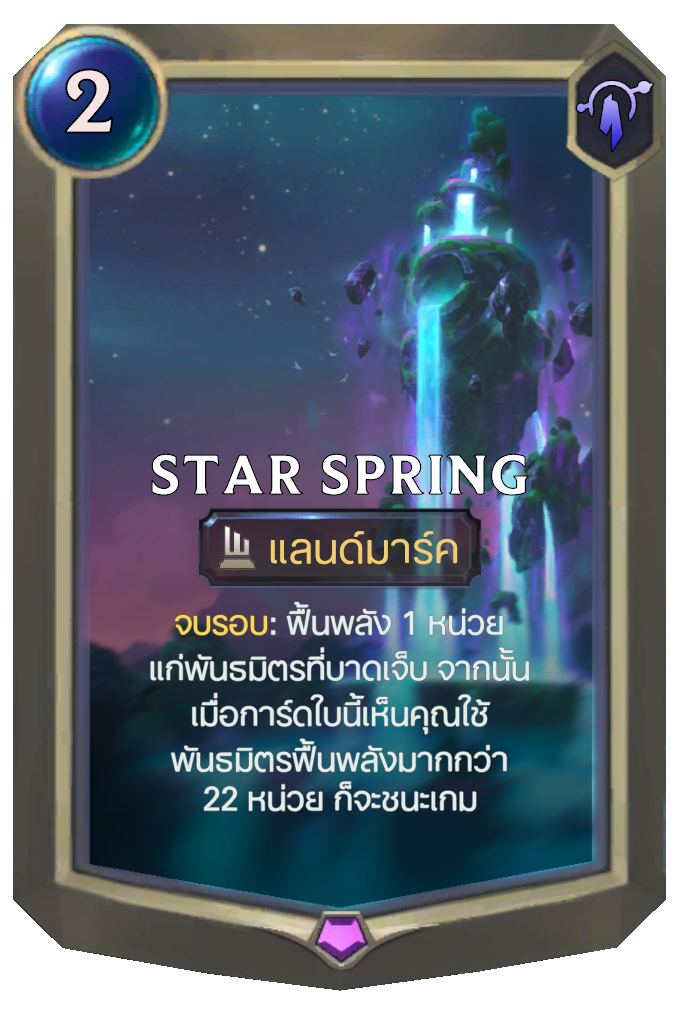 2
STAR SPRING
แลนด์มาร์ค
จบรอบ: ฟื้นพลัง 1 หน่วย
แก่พันธมิตรที่บาดเจ็บ จากนั้น
เมื่อการ์ดใบนี้เห็นคุณใช้
พันธมิตรฟื้นพลังมากกว่า
22 หน่วย ก็จะชนะเกม